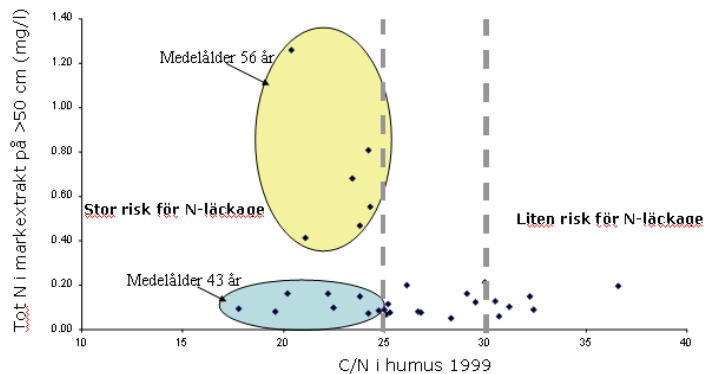 Tot N i markextrakt på >50 cm (mg/l)
1.40
1.20
1.00
0.80
0.60
0.40
0.20
0.00
Medelålder 56 år
Stor risk för N-läckage
Liten risk för N-läckage
Medelålder 43 år
10 15 20 25 30 35 40
C/N i humus 1999